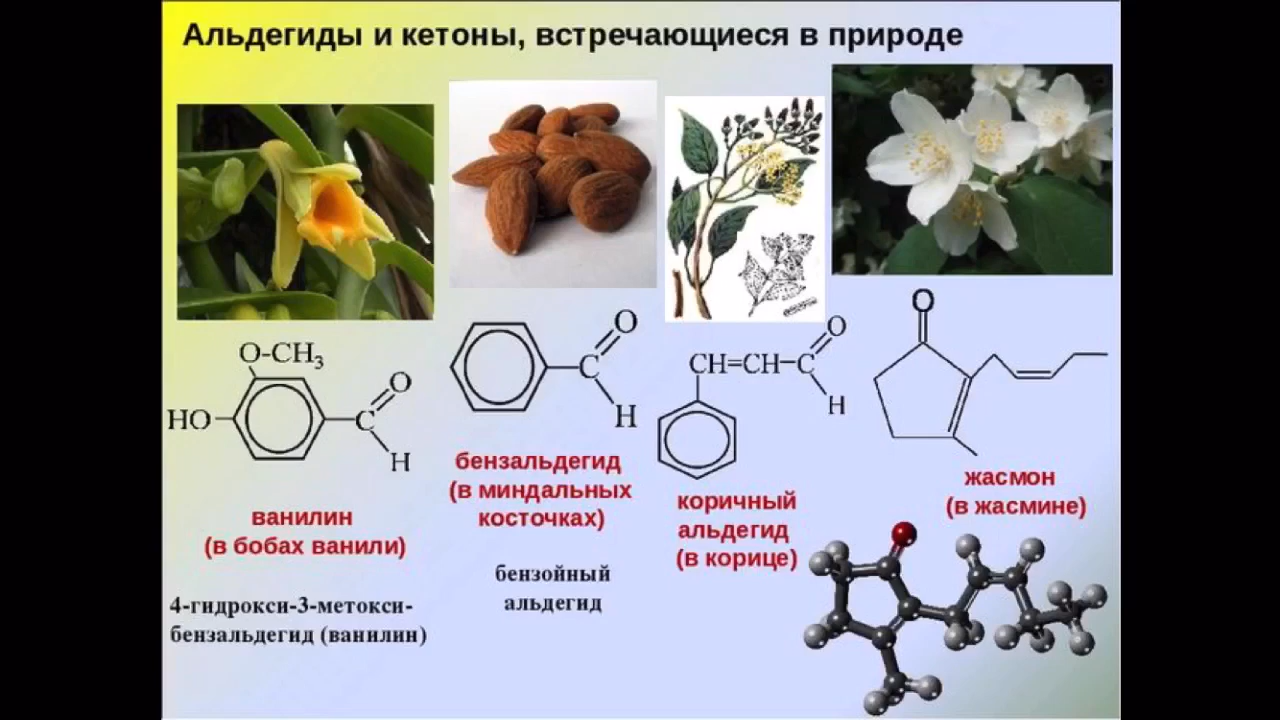 Альдегиды и кетоны, встречающиеся в природе
O-CH₃
HO
O
C
H
ванилин
(в бобах ванили)
4-гидрокси-3-метокси-
бензальдегид (ванилин)
O
C
H
бензальдегид
(в миндальных
косточках)
бензойный
альдегид
O
CH=CH-C
H
коричный
альдегид
(в корице)
O
жасмон
(в жасмине)